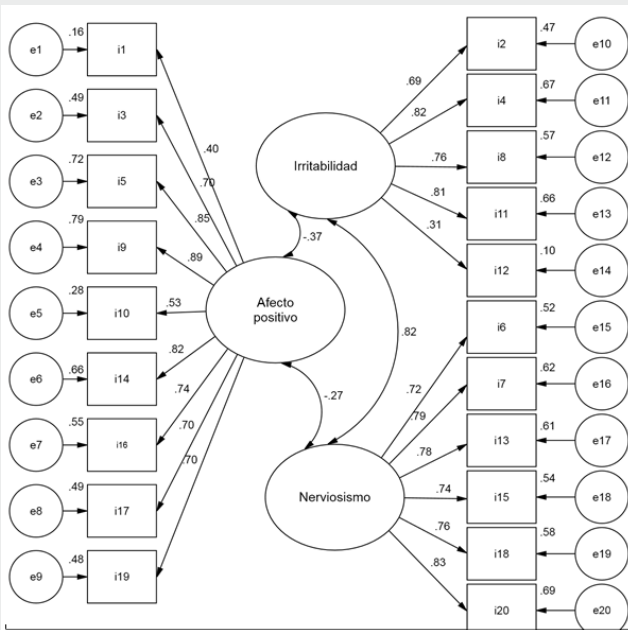 e1 .16 i1
e2 .49 i3
e3 .72 i5
e4 .79 i9
e5 .28 i10
e6 .66 i14
e7 .55 i16
e8 .49 i17
e9 .48 i19
.40
.70
.85
.89
.53
.82
.74
.70
.70
Afecto
positivo
Irritabilidad
-.37
.82
-.27
Nerviosismo
.69
.82
.76
.81
.31
.72
.79
.78
.74
.76
.83
i2 .47 e10
i4 .67 e11
i8 .57 e12
i11 .66 e13
i12 .10 e14
i6 .52 e15
i7 .62 e16
i13 .61 e17
i15 .54 e18
i18 .58 e19
i20 .69 e20